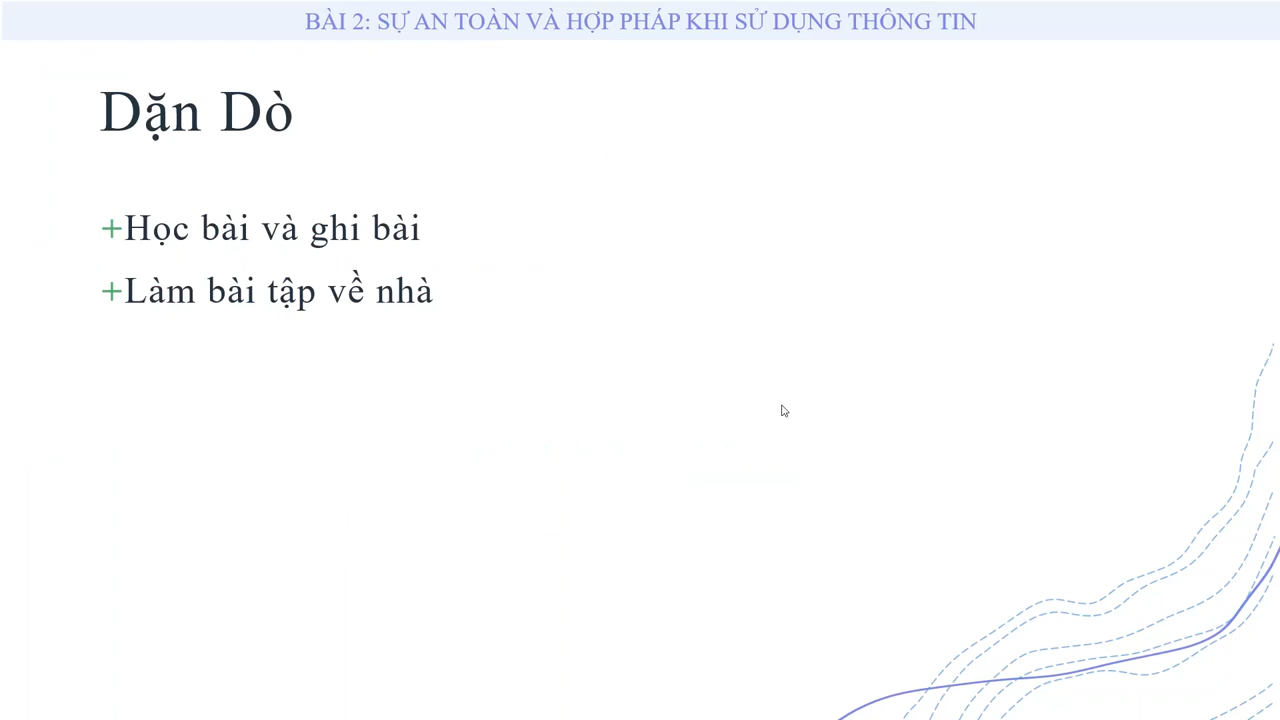 BÀI 2: SỰ AN TOÀN VÀ HỢP PHÁP KHI SỬ DỤNG THÔNG TIN
Dặn Dò
+Học bài và ghi bài
+Làm bài tập về nhà